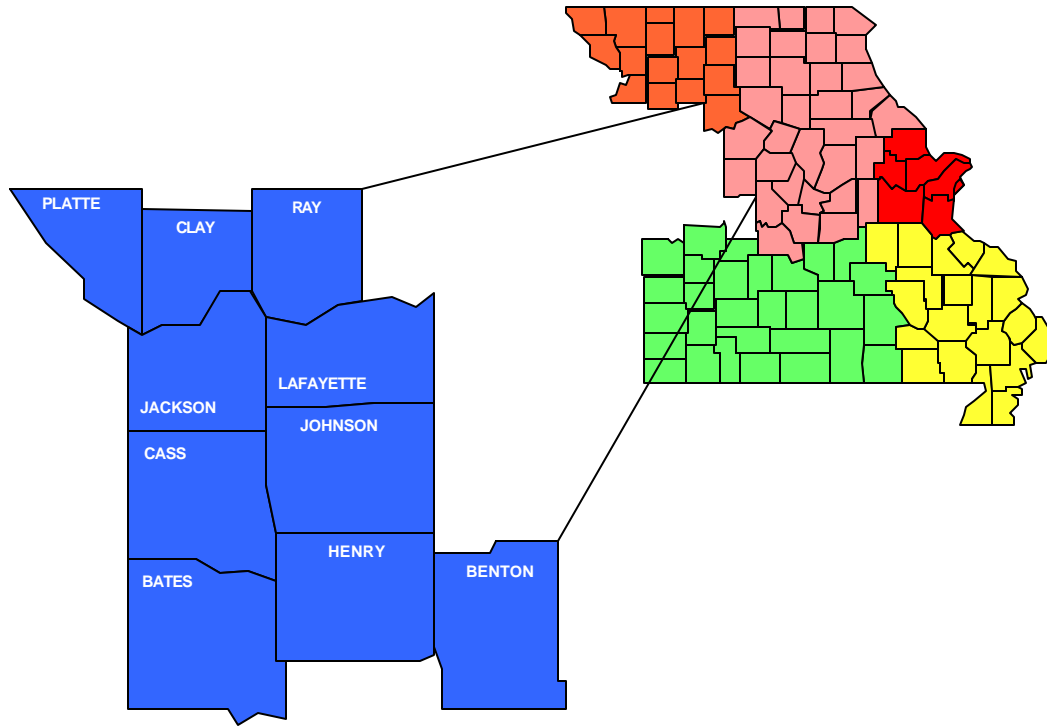 PLATTE
CLAY
RAY
LAFAYETTE
JACKSON
JOHNSON
CASS
HENRY
BENTON
BATES